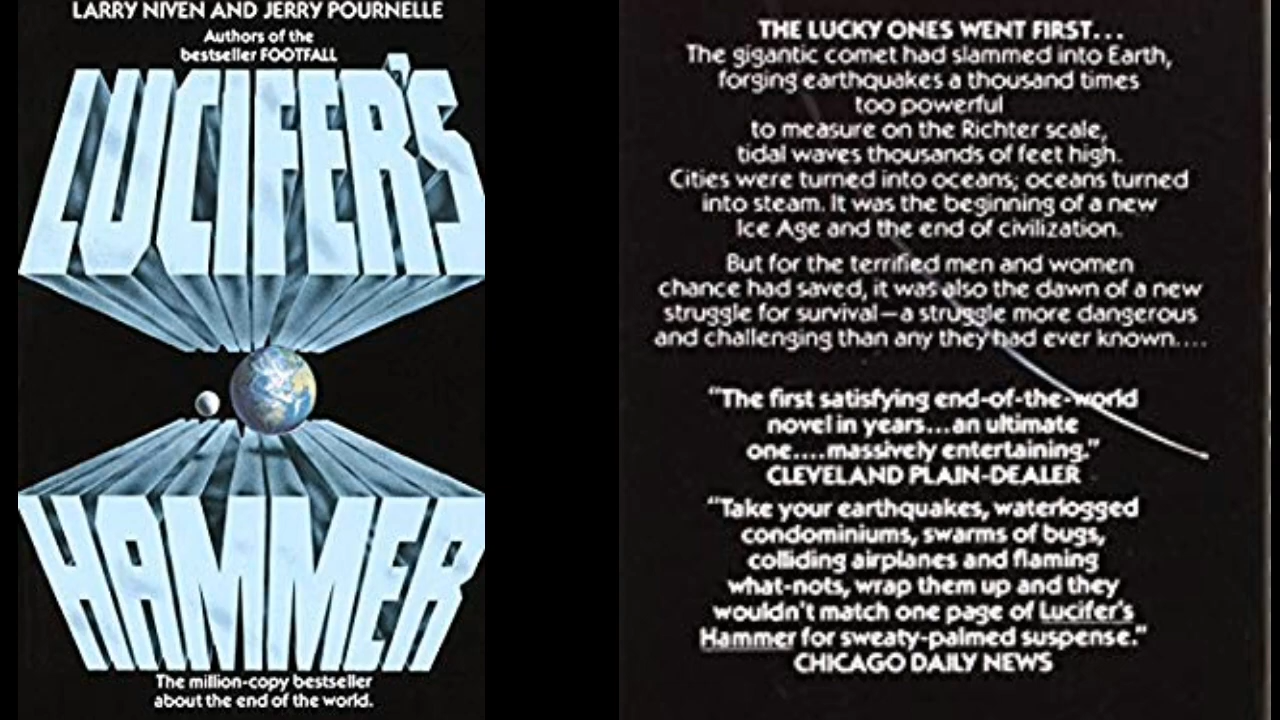 LARRY NIVEN AND JERRY POURNELLE
Authors of the
bestseller FOOTFALL
LUCIFER'S
HAMMER
The million-copy bestseller
about the end of the world.
THE LUCKY ONES WENT FIRST...
The gigantic comet had slammed into Earth,
forging earthquakes a thousand times
too powerful
to measure on the Richter scale,
tidal waves thousands of feet high.
Cities were turned into oceans; oceans turned
into steam. It was the beginning of a new
Ice Age and the end of civilization.
But for the terrified men and women
chance had saved, it was also the dawn of a new
struggle for survival—a struggle more dangerous
and challenging than any they had ever known....
"The first satisfying end-of-the-world
novel in years...an ultimate
one....massively entertaining."
CLEVELAND PLAIN-DEALER
"Take your earthquakes, waterlogged
condominiums, swarms of bugs,
colliding airplanes and flaming
what-nots, wrap them up and they
wouldn't match one page of Lucifer's
Hammer for sweaty-palmed suspense."
CHICAGO DAILY NEWS